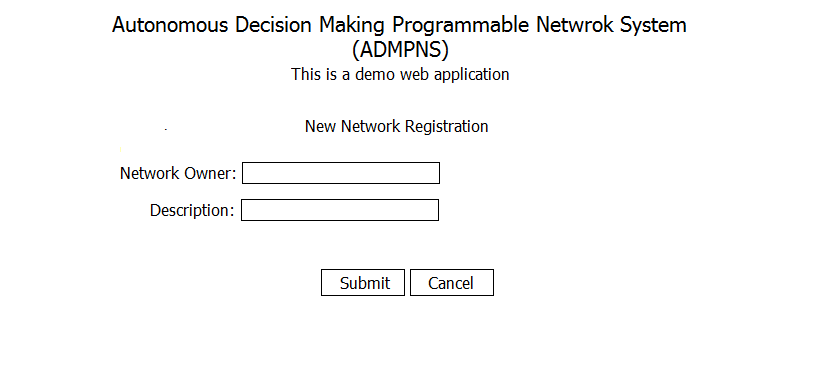 Autonomous Decision Making Programmable Netwrok System
(ADMPNS)
This is a demo web application
New Network Registration
Network Owner:
Description:
Submit Cancel